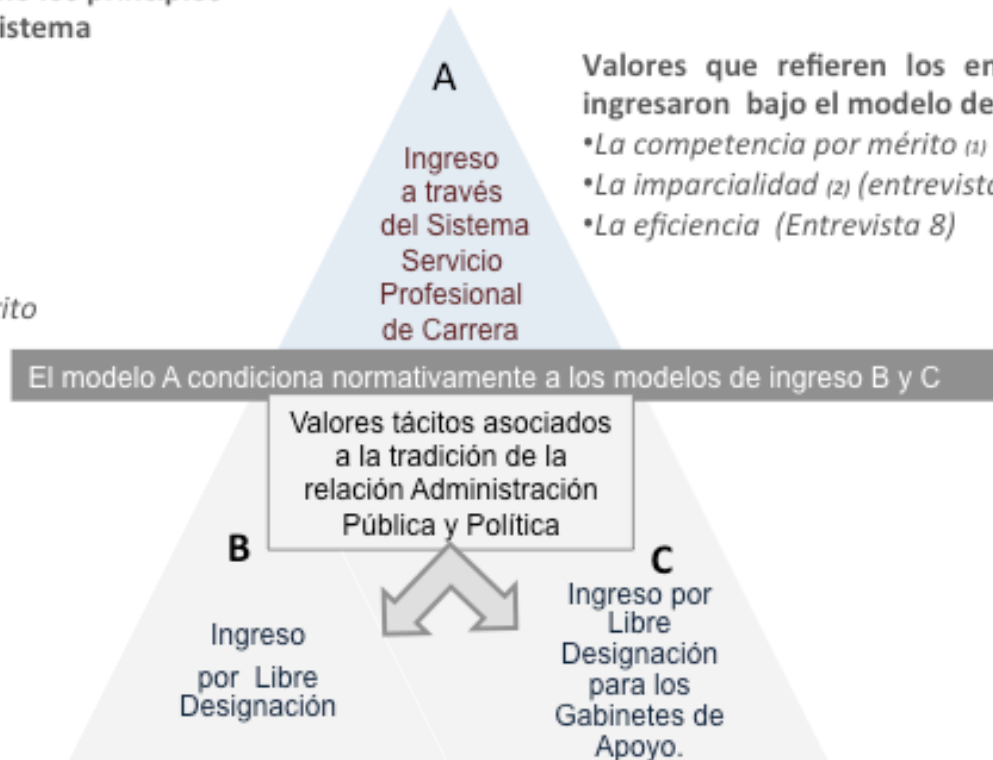 principios
istema
Valores que refieren los
ingresaron bajo el modelo de
•La competencia por mérito (1)
•La imparcialidad (2)
•La eficiencia (Entrevista 8)
A
Ingreso
a través
del Sistema
Servicio
Profesional
de Carrera
El modelo A condiciona normativamente a los modelos de ingreso B y C
Valores tácitos asociados
a la tradición de la
relación Administración
Pública y Política
B
Ingreso
por Libre
Designación
C
Ingreso por
Libre
Designación
para los
Gabinetes de
Apoyo.